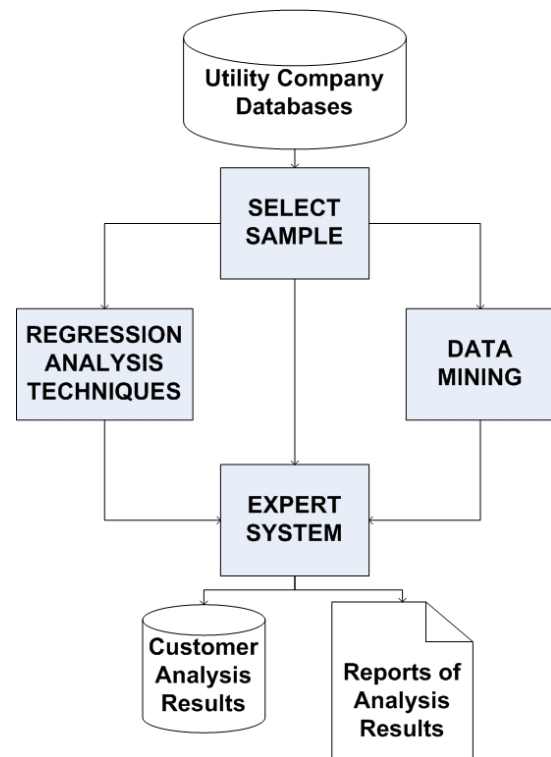 Utility Company
Databases
SELECT
SAMPLE
REGRESSION
ANALYSIS
TECHNIQUES
DATA
MINING
EXPERT
SYSTEM
Customer
Analysis
Results
Reports of
Analysis
Results